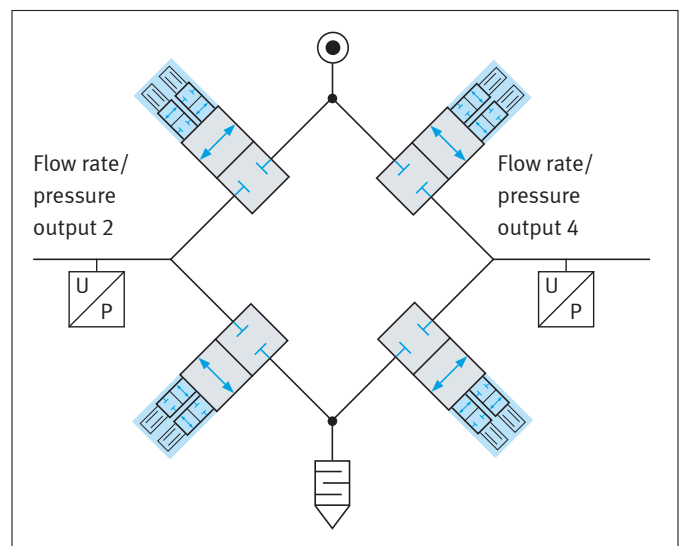 Flow rate/
pressure
output 2
Flow rate/
pressure
output 4
U
P
U
P